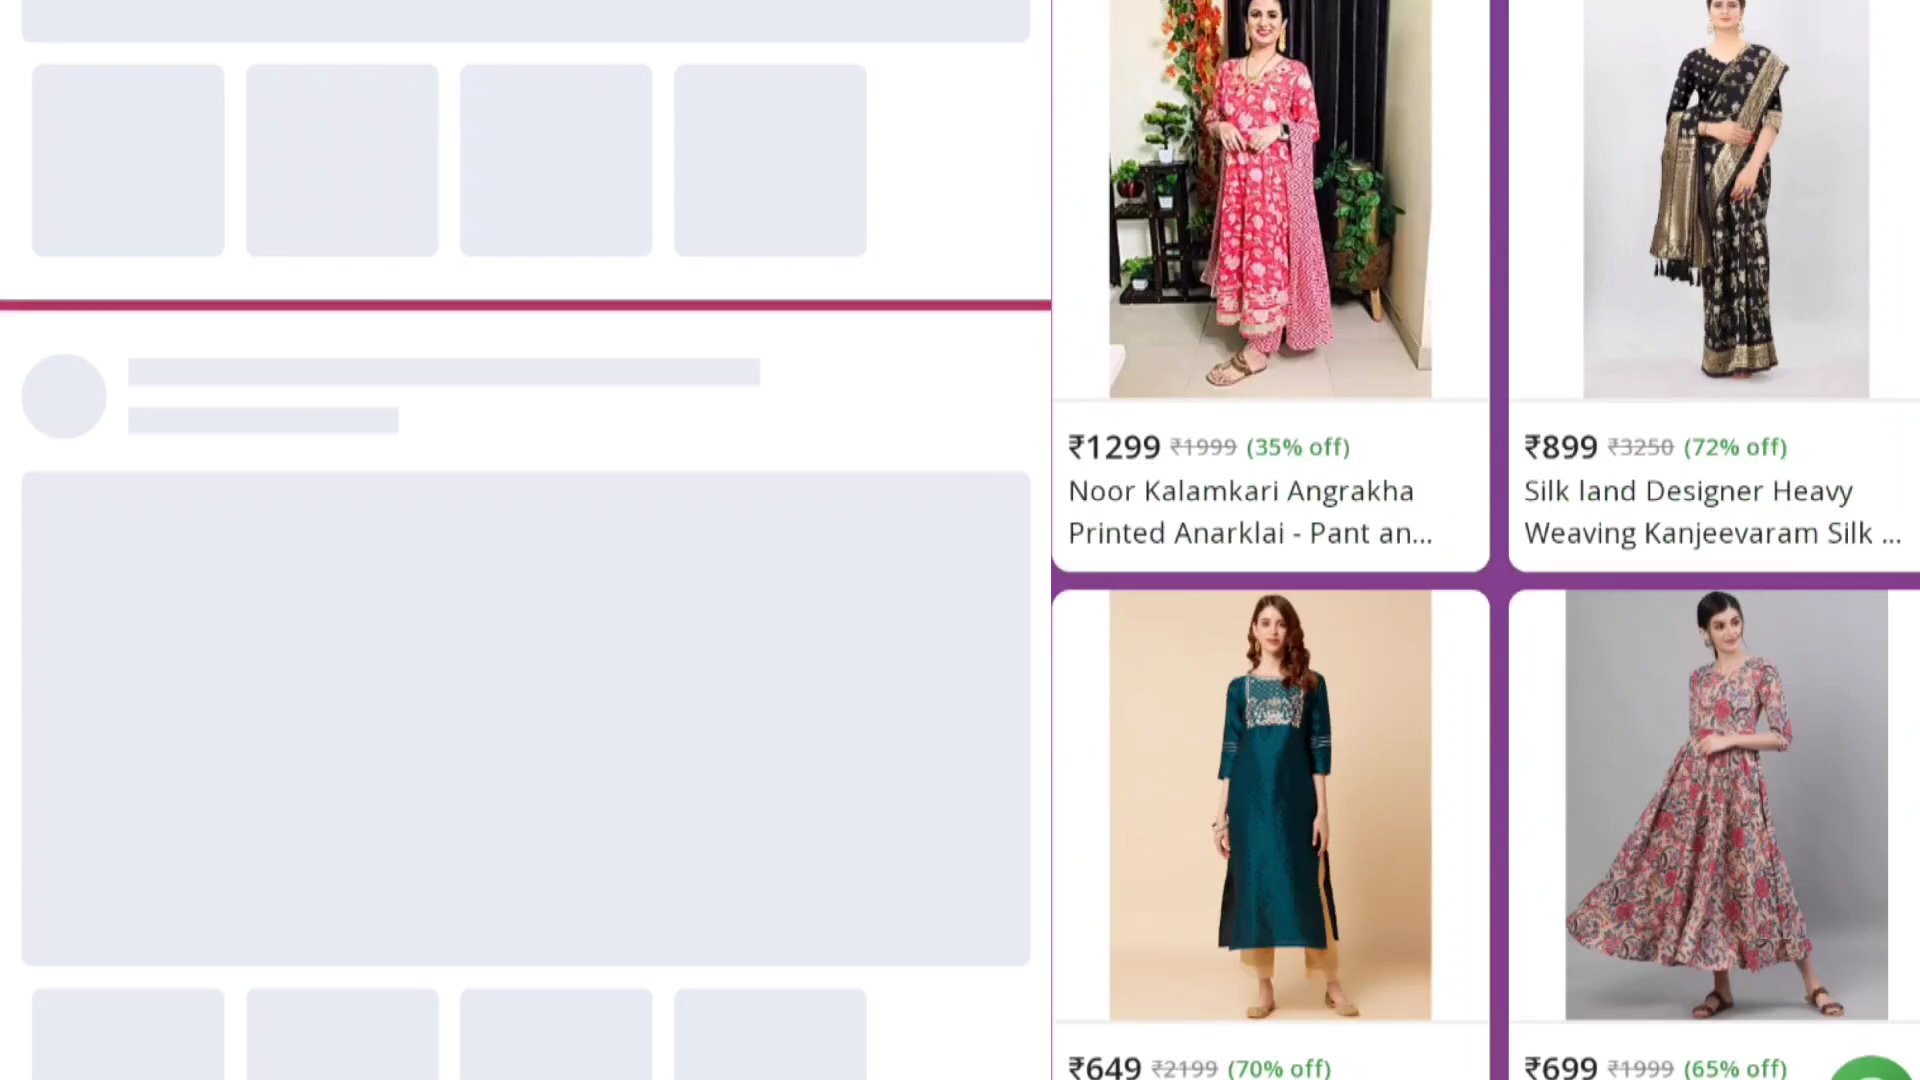 ₹1299 ₹1999 (35% off)
Noor Kalamkari Angrakha
Printed Anarklai - Pant an...
₹899 ₹3250 (72% off)
Silk land Designer Heavy
Weaving Kanjeevaram Silk ...
₹649 ₹2199 (70% off)
₹699 ₹1999 (65% off)